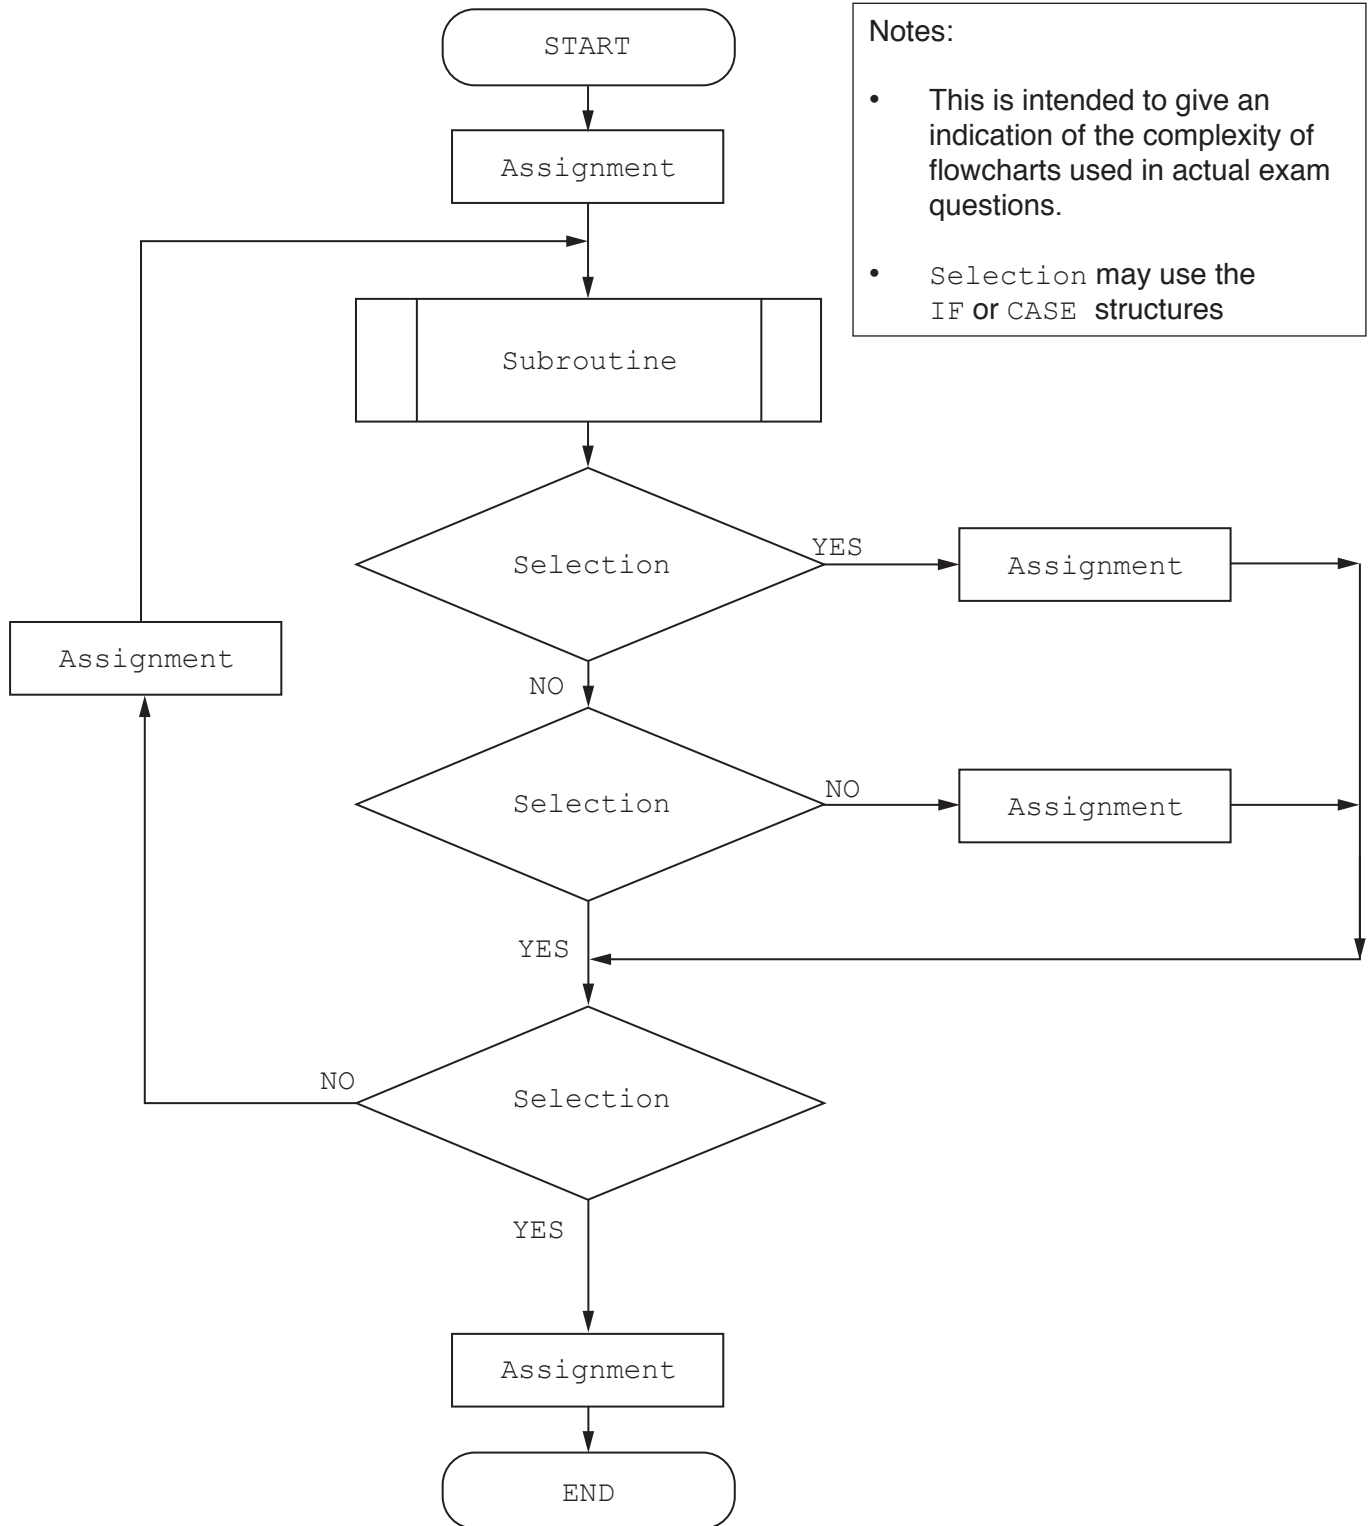 START
Notes:
• This is intended to give an
indication of the complexity of
flowcharts used in actual exam
questions.
• Selection may use the
IF or CASE structures
Assignment
Subroutine
Selection
YES
Assignment
Assignment
NO
Selection
NO
Assignment
YES
NO
Selection
YES
Assignment
END